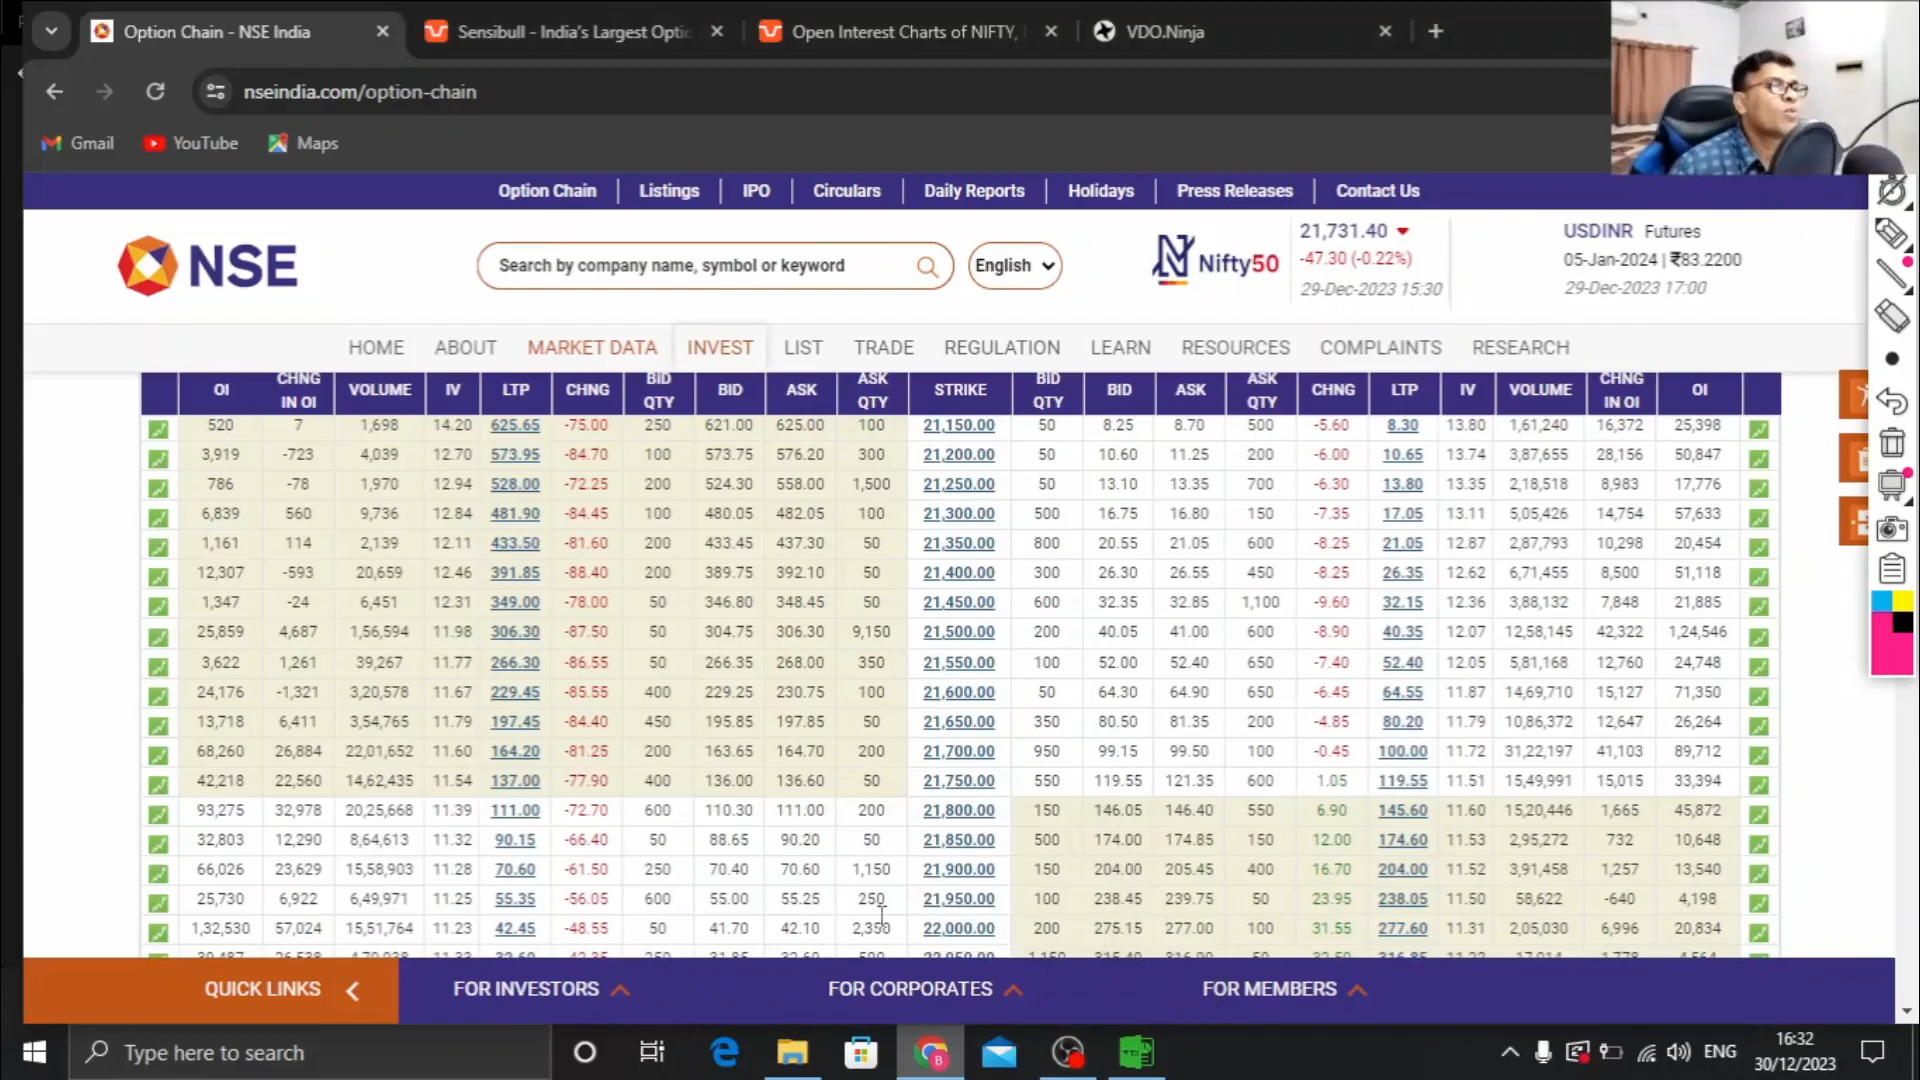 Option Chain - NSE India
Sensibull - India's Largest Optio
Open Interest Charts of NIFTY,
VDO.Ninja
nseindia.com/option-chain
Gmail YouTube Maps
Option Chain Listings IPO Circulars Daily Reports Holidays Press Releases Contact Us
NSE
Search by company name, symbol or keyword
English
Nifty50
21,731.40
-47.30 (-0.22%)
29-Dec-2023 15:30
USDINR Futures
05-Jan-2024 | ₹83.2200
29-Dec-2023 17:00
HOME ABOUT MARKET DATA INVEST LIST TRADE REGULATION LEARN RESOURCES COMPLAINTS RESEARCH
OI CHNG IN OI VOLUME IV LTP CHNG BID QTY BID ASK ASK QTY STRIKE BID QTY BID ASK ASK QTY CHNG LTP IV VOLUME CHNG IN OI OI
520 7 1,698 14.20 625.65 -75.00 250 621.00 625.00 100 21,150.00 50 8.25 8.70 500 -5.60 8.30 13.80 1,61,240 16,372 25,398
3,919 -723 4,039 12.70 573.95 -84.70 100 573.75 576.20 300 21,200.00 50 10.60 11.25 200 -6.00 10.65 13.74 3,87,655 28,156 50,847
786 -78 1,970 12.94 528.00 -72.25 200 524.30 558.00 1,500 21,250.00 50 13.10 13.35 700 -6.30 13.80 13.35 2,18,518 8,983 17,776
6,839 560 9,736 12.84 481.90 -84.45 100 480.05 482.05 100 21,300.00 500 16.75 16.80 150 -7.35 17.05 13.11 5,05,426 14,754 57,633
1,161 114 2,139 12.11 433.50 -81.60 200 433.45 437.30 50 21,350.00 800 20.55 21.05 600 -8.25 21.05 12.87 2,87,793 10,298 20,454
12,307 -593 20,659 12.46 391.85 -88.40 200 389.75 392.10 50 21,400.00 300 26.30 26.55 450 -8.25 26.35 12.62 6,71,455 8,500 51,118
1,347 -24 6,451 12.31 349.00 -78.00 50 346.80 348.45 50 21,450.00 600 32.35 32.85 1,100 -9.60 32.15 12.36 3,88,132 7,848 21,885
25,859 4,687 1,56,594 11.98 306.30 -87.50 50 304.75 306.30 9,150 21,500.00 200 40.05 41.00 600 -8.90 40.35 12.07 12,58,145 42,322 1,24,546
3,622 1,261 39,267 11.77 266.30 -86.55 50 266.35 268.00 350 21,550.00 100 52.00 52.40 650 -7.40 52.40 12.05 5,81,168 12,760 24,748
24,176 -1,321 3,20,578 11.67 229.45 -85.55 400 229.25 230.75 100 21,600.00 50 64.30 64.90 650 -6.45 64.55 11.87 14,69,710 15,127 71,350
13,718 6,411 3,54,765 11.79 197.45 -84.40 450 195.85 197.85 50 21,650.00 350 80.50 81.35 200 -4.85 80.20 11.79 10,86,372 12,647 26,264
68,260 26,884 22,01,652 11.60 164.20 -81.25 200 163.65 164.70 200 21,700.00 950 99.15 99.50 100 -0.45 100.00 11.72 31,22,197 41,103 89,712
42,218 22,560 14,62,435 11.54 137.00 -77.90 400 136.00 136.60 50 21,750.00 550 119.55 121.35 600 1.05 119.55 11.51 15,49,991 15,015 33,394
93,275 32,978 20,25,668 11.39 111.00 -72.70 600 110.30 111.00 200 21,800.00 150 146.05 146.40 550 6.90 145.60 11.60 15,20,446 1,665 45,872
32,803 12,290 8,64,613 11.32 90.15 -66.40 50 88.65 90.20 50 21,850.00 500 174.00 174.85 150 12.00 174.60 11.53 2,95,272 732 10,648
66,026 23,629 15,58,903 11.28 70.60 -61.50 250 70.40 70.60 1,150 21,900.00 150 204.00 205.45 400 16.70 204.00 11.52 3,91,458 1,257 13,540
25,730 6,922 6,49,971 11.25 55.35 -56.05 600 55.00 55.25 250 21,950.00 100 238.45 239.75 50 23.95 238.05 11.50 58,622 -640 4,198
1,32,530 57,024 15,51,764 11.23 42.45 -48.55 50 41.70 42.10 2,350 22,000.00 200 275.15 277.00 100 31.55 277.60 11.31 2,05,030 6,996 20,834
QUICK LINKS FOR INVESTORS FOR CORPORATES FOR MEMBERS
Type here to search
ENG
16:32
30/12/2023